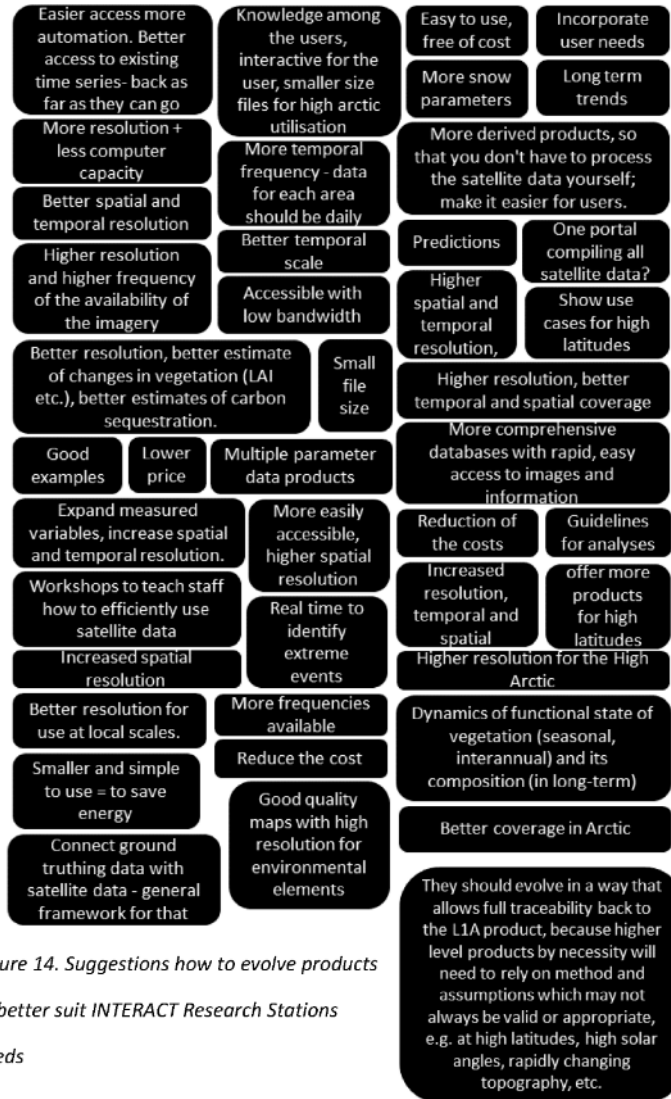 Easier access more
automation. Better
access to existing
time series- back as
far as they can go
More resolution +
less computer
capacity
Better spatial and
temporal resolution
Higher resolution
and higher frequency
of the availability of
the imagery
Knowledge among
the users,
interactive for the
user, smaller size
files for high arctic
utilisation
More temporal
frequency - data
for each area
should be daily
Better temporal
scale
Accessible with
low bandwidth
Easy to use,
free of cost
Incorporate
user needs
More snow
parameters
Long term
trends
More derived products, so
that you don't have to process
the satellite data yourself;
make it easier for users.
Predictions
One portal
compiling all
satellite data?
Higher
spatial and
temporal
resolution,
Show use
cases for high
latitudes
Better resolution, better estimate
of changes in vegetation (LAI
etc.), better estimates of carbon
sequestration.
Small
file
size
Higher resolution, better
temporal and spatial coverage
Good
examples
Lower
price
Multiple parameter
data products
More comprehensive
databases with rapid, easy
access to images and
information
Expand measured
variables, increase spatial
and temporal resolution.
More easily
accessible,
higher spatial
resolution
Reduction of
the costs
Guidelines
for analyses
Workshops to teach staff
how to efficiently use
satellite data
Real time to
identify
extreme
events
Increased
resolution,
temporal and
spatial
offer more
products
for high
latitudes
Increased spatial
resolution
Higher resolution for the High
Arctic
Better resolution for
use at local scales.
More frequencies
available
Reduce the cost
Dynamics of functional state of
vegetation (seasonal,
interannual) and its
composition (in long-term)
Smaller and simple
to use = to save
energy
Good quality
maps with high
resolution for
environmental
elements
Better coverage in Arctic
Connect ground
truthing data with
satellite data - general
framework for that
They should evolve in a way that
allows full traceability back to
the L1A product, because higher
level products by necessity will
need to rely on method and
assumptions which may not
always be valid or appropriate,
e.g. at high latitudes, high solar
angles, rapidly changing
topography, etc.
ure 14. Suggestions how to evolve products
better suit INTERACT Research Stations
eds